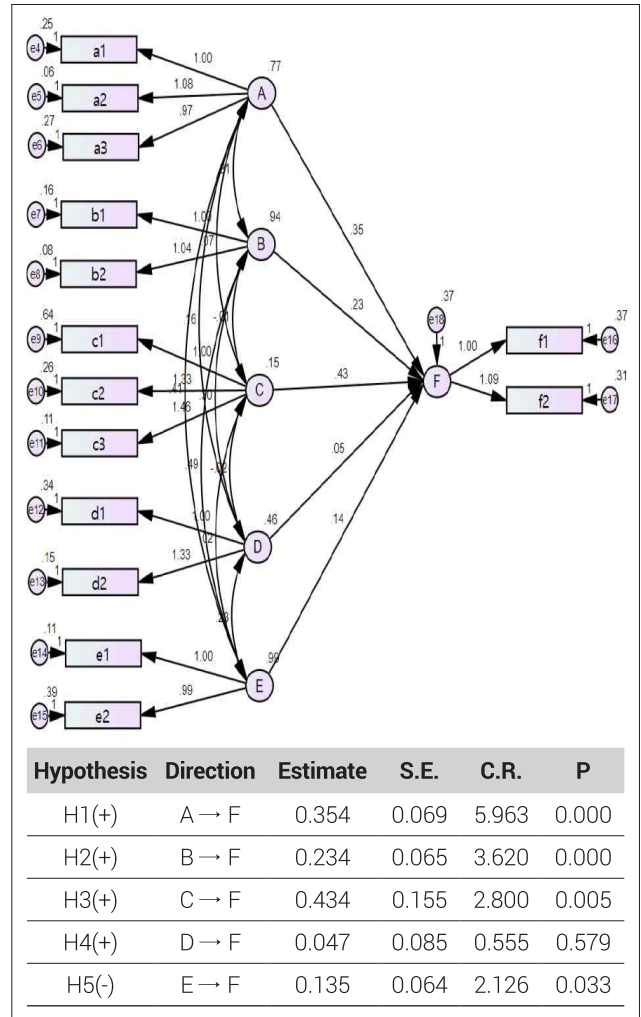 .25
e4 1 a1
1.00
.77
.06
e5 1 a2
1.08
A
.27
.97
e6 1 a3
.16
e7 1 b1
.94
B
.35
1.04
.08
e8 1 b2
.23
.37
e18
1
.64
e9 1 c1
1.00
.15
C
.43
F
1.00
f1 1 e16
.37
.26
e10 1 c2
1.33
1.09
f2 1 e17
.31
.11
e11 1 c3
1.46
.05
.34
e12 1 d1
.49
-.02
1.00
.46
D
.14
.15
e13 1 d2
1.33
.11
e14 1 e1
1.00
.99
E
.39
e15 1 e2
.99
Hypothesis Direction Estimate S.E. C.R. P
H1(+) A → F 0.354 0.069 5.963 0.000
H2(+) B → F 0.234 0.065 3.620 0.000
H3(+) C → F 0.434 0.155 2.800 0.005
H4(+) D → F 0.047 0.085 0.555 0.579
H5(-) E → F 0.135 0.064 2.126 0.033